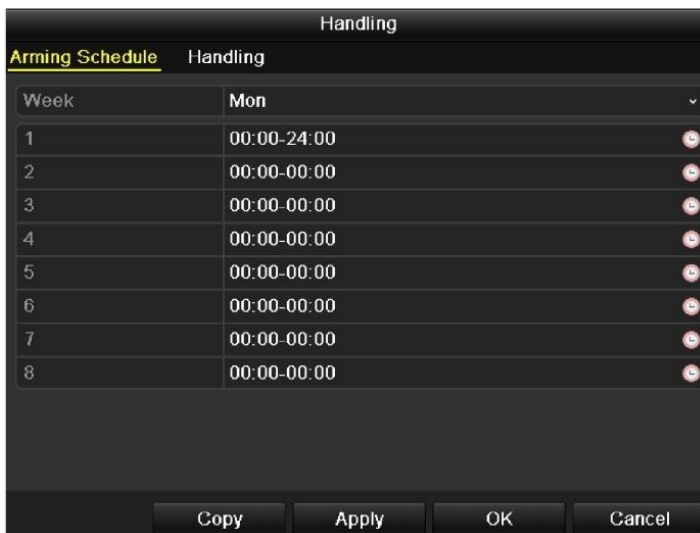 Handling
Arming Schedule Handling
Week Mon
1 00:00-24:00
2 00:00-00:00
3 00:00-00:00
4 00:00-00:00
5 00:00-00:00
6 00:00-00:00
7 00:00-00:00
8 00:00-00:00
Copy Apply OK Cancel